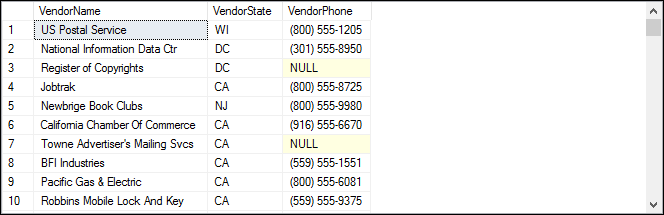 VendorName VendorState VendorPhone
1 US Postal Service WI (800) 555-1205
2 National Information Data Ctr DC (301) 555-8950
3 Register of Copyrights DC NULL
4 Jobtrak CA (800) 555-8725
5 Newbrige Book Clubs NJ (800) 555-9980
6 California Chamber Of Commerce CA (916) 555-6670
7 Towne Advertiser's Mailing Svcs CA NULL
8 BFI Industries CA (559) 555-1551
9 Pacific Gas & Electric CA (800) 555-6081
10 Robbins Mobile Lock And Key CA (559) 555-9375